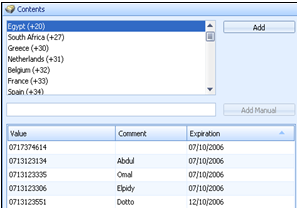 Contents
Egypt (+20)
Add
South Africa (+27)
Greece (+30)
Netherlands (+31)
Belgium (+32)
France (+33)
Spain (+34)
Add Manual
Value Comment Expiration
0717374614 07/10/2006
0713123134 Abdul 07/10/2006
0713123335 Omal 07/10/2006
0713123306 Elpidy 07/10/2006
0713123551 Dotto 12/10/2006